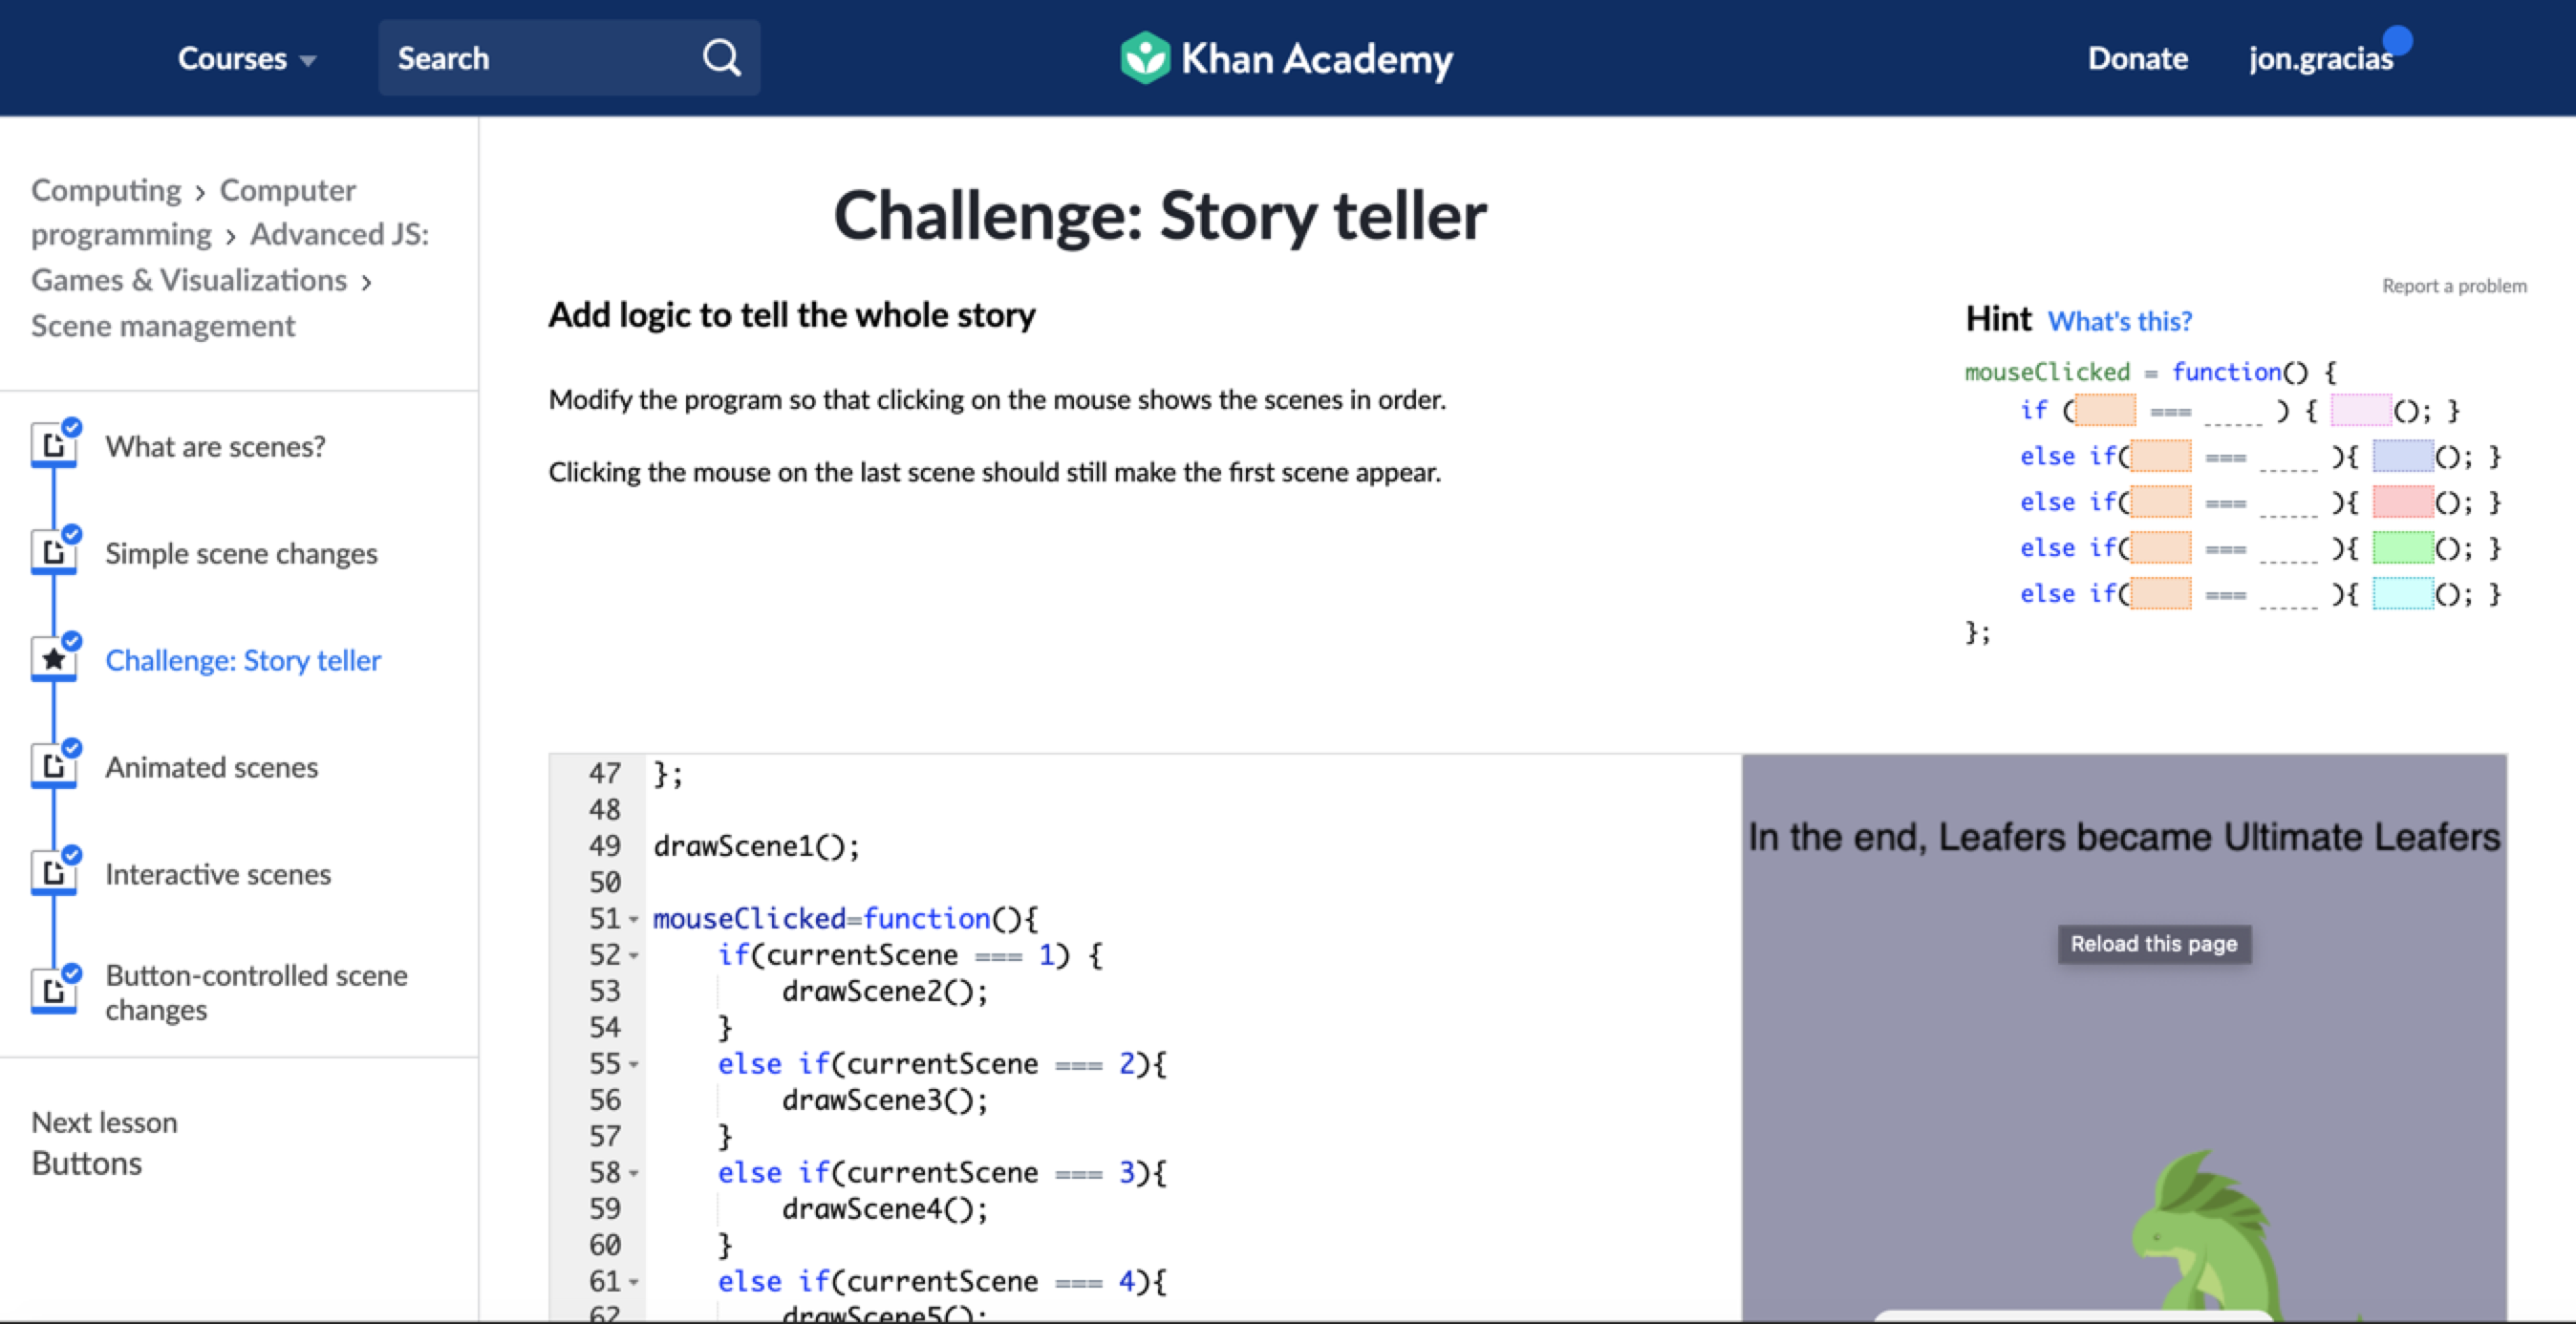 Courses
Search
Khan Academy
Donate
jon.gracias
Computing › Computer
programming › Advanced JS:
Games & Visualizations ›
Scene management
What are scenes?
Simple scene changes
Challenge: Story teller
Animated scenes
Interactive scenes
Button-controlled scene
changes
Next lesson
Buttons
Challenge: Story teller
Report a problem
Add logic to tell the whole story
Modify the program so that clicking on the mouse shows the scenes in order.
Clicking the mouse on the last scene should still make the first scene appear.
Hint What's this?
mouseClicked = function() {
if ( === _____ ) { (); }
else if( === _____ ){ (); }
else if( === _____ ){ (); }
else if( === _____ ){ (); }
else if( === _____ ){ (); }
};
47 };
48
49 drawScene1();
50
51 mouseClicked=function(){
52 if(currentScene === 1) {
53 drawScene2();
54 }
55 else if(currentScene === 2){
56 drawScene3();
57 }
58 else if(currentScene === 3){
59 drawScene4();
60 }
61 else if(currentScene === 4){
62 drawScene5();
In the end, Leafers became Ultimate Leafers
Reload this page